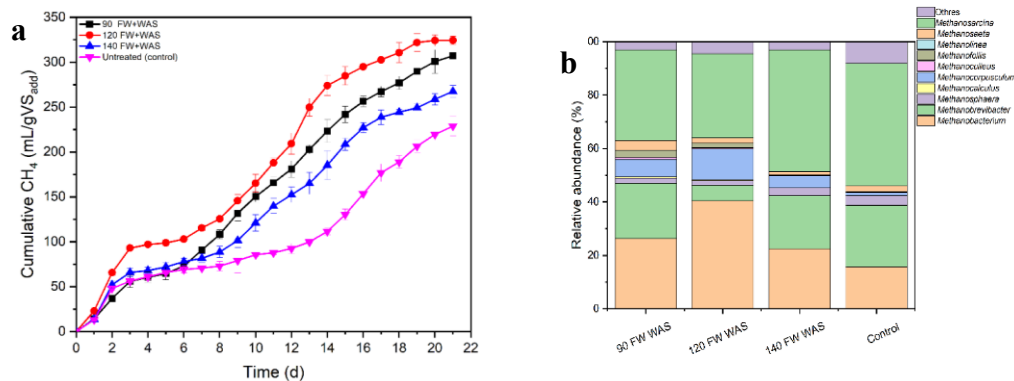 a
90 FW+WAS
120 FW+WAS
140 FW+WAS
Untreated (control)
Cumulative CH4 (mL/gVSadd)
350
300
250
200
150
100
50
0
0 2 4 6 8 10 12 14 16 18 20 22
Time (d)
b
Othres
Methanosarcina
Methanosaeta
Methanolinea
Methanofollis
Methanoculleus
Methanocorpusculun
Methanocalculus
Methanosphaera
Methanobrevibacter
Methanobacterium
Relative abundance (%)
00
80
60
40
20
0
90 FW WAS
120 FW WAS
140 FW WAS
Control